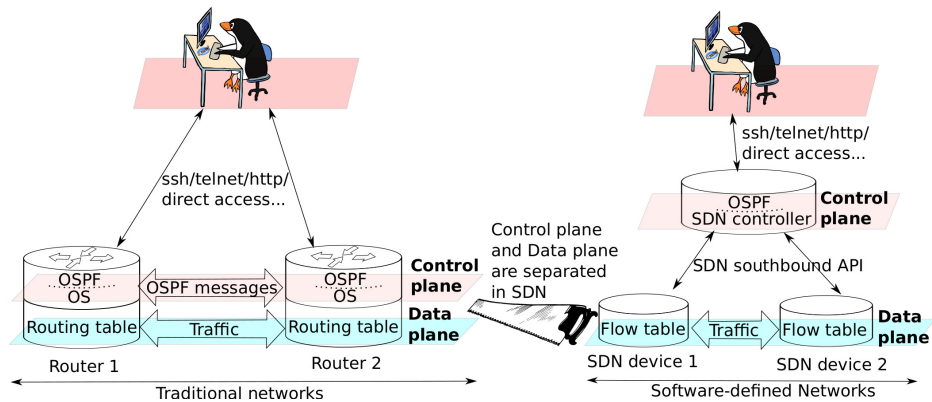 ssh/telnet/http/
direct access...
OSPF
OS
OSPF messages
OSPF
OS
Control
plane
Routing table
Traffic
Routing table
Data
plane
Router 1
Router 2
Traditional networks
Control plane
and Data plane
are separated
in SDN
ssh/telnet/http/
direct access...
OSPF
SDN controller
Control
plane
SDN southbound API
Flow table
Traffic
Flow table
Data
plane
SDN device 1
SDN device 2
Software-defined Networks